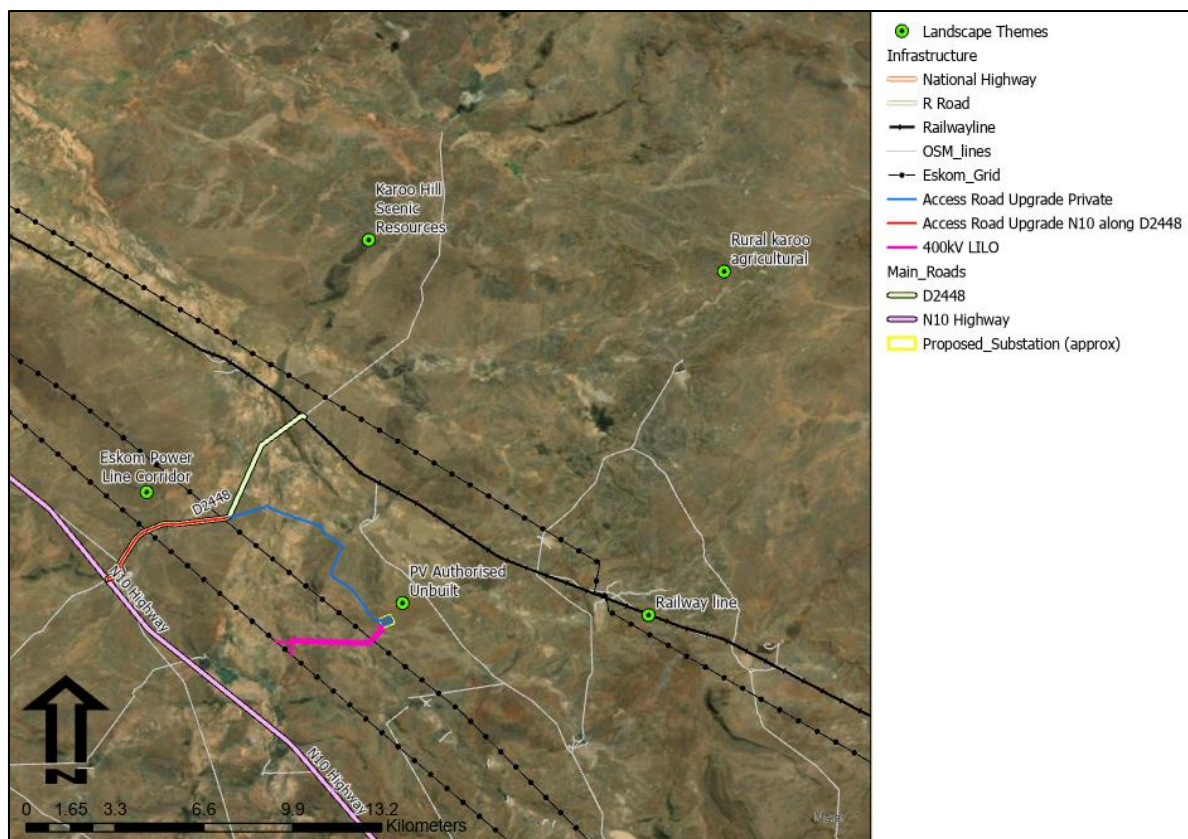 Karoo Hill
Scenic
Resources
Rural karoo
agricultural
Eskom Power
Line Corridor
D2448
PV Authorised
Unbuilt
N10 Highway
Railway line
N10 Highway
N
0 1.65 3.3 6.6 9.9 13.2
Kilometers
Landscape Themes
Infrastructure
National Highway
R Road
Railwayline
OSM_lines
Eskom_Grid
Access Road Upgrade Private
Access Road Upgrade N10 along D2448
400kV LILO
Main_Roads
D2448
N10 Highway
Proposed_Substation (approx)